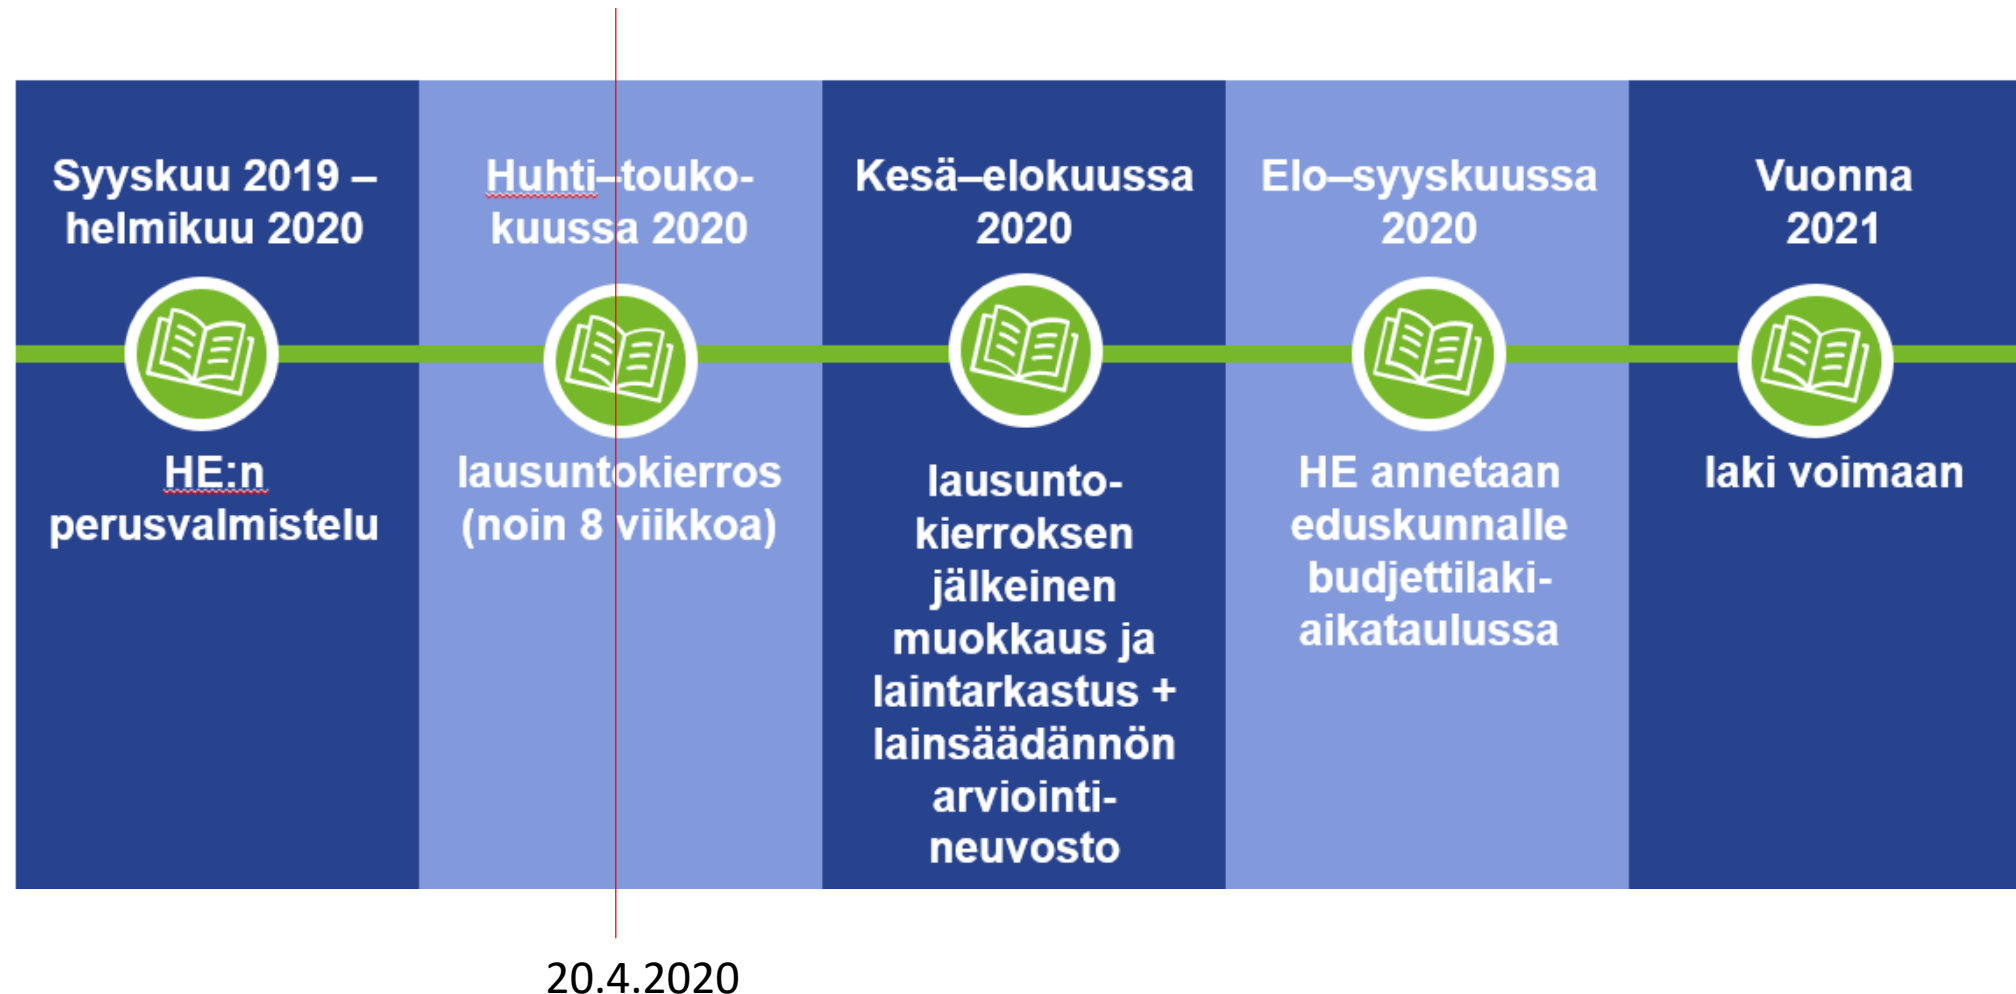 Syyskuu 2019 –
helmikuu 2020
HE:n
perusvalmistelu
Huhti–touko-
kuussa 2020
lausuntokierros
(noin 8 viikkoa)
Kesä–elokuussa
2020
lausunto-
kierroksen
jälkeinen
muokkaus ja
laintarkastus +
lainsäädännön
arviointi-
neuvosto
Elo–syyskuussa
2020
HE annetaan
eduskunnalle
budjettilaki-
aikataulussa
Vuonna
2021
laki voimaan
20.4.2020